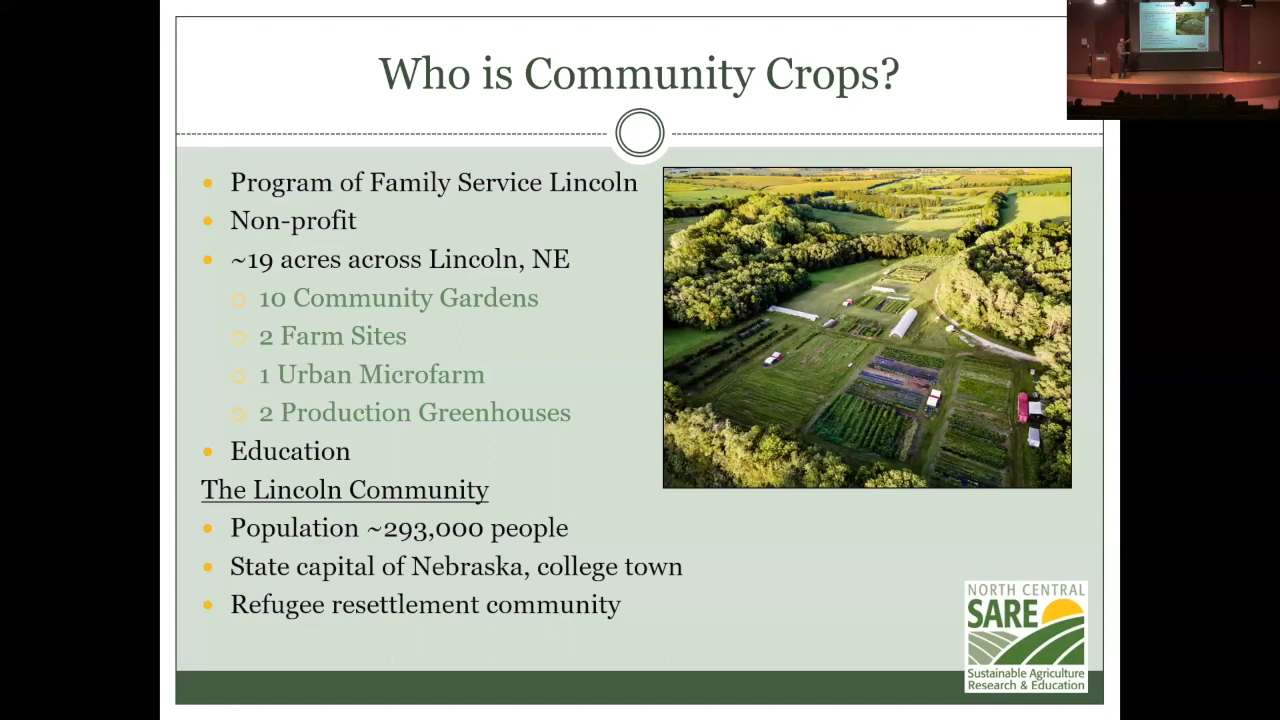 Who is Community Crops?
Program of Family Service Lincoln
Non-profit
~19 acres across Lincoln, NE
10 Community Gardens
2 Farm Sites
1 Urban Microfarm
2 Production Greenhouses
Education
The Lincoln Community
Population ~293,000 people
State capital of Nebraska, college town
Refugee resettlement community
NORTH CENTRAL
SARE
Sustainable Agriculture
Research & Education